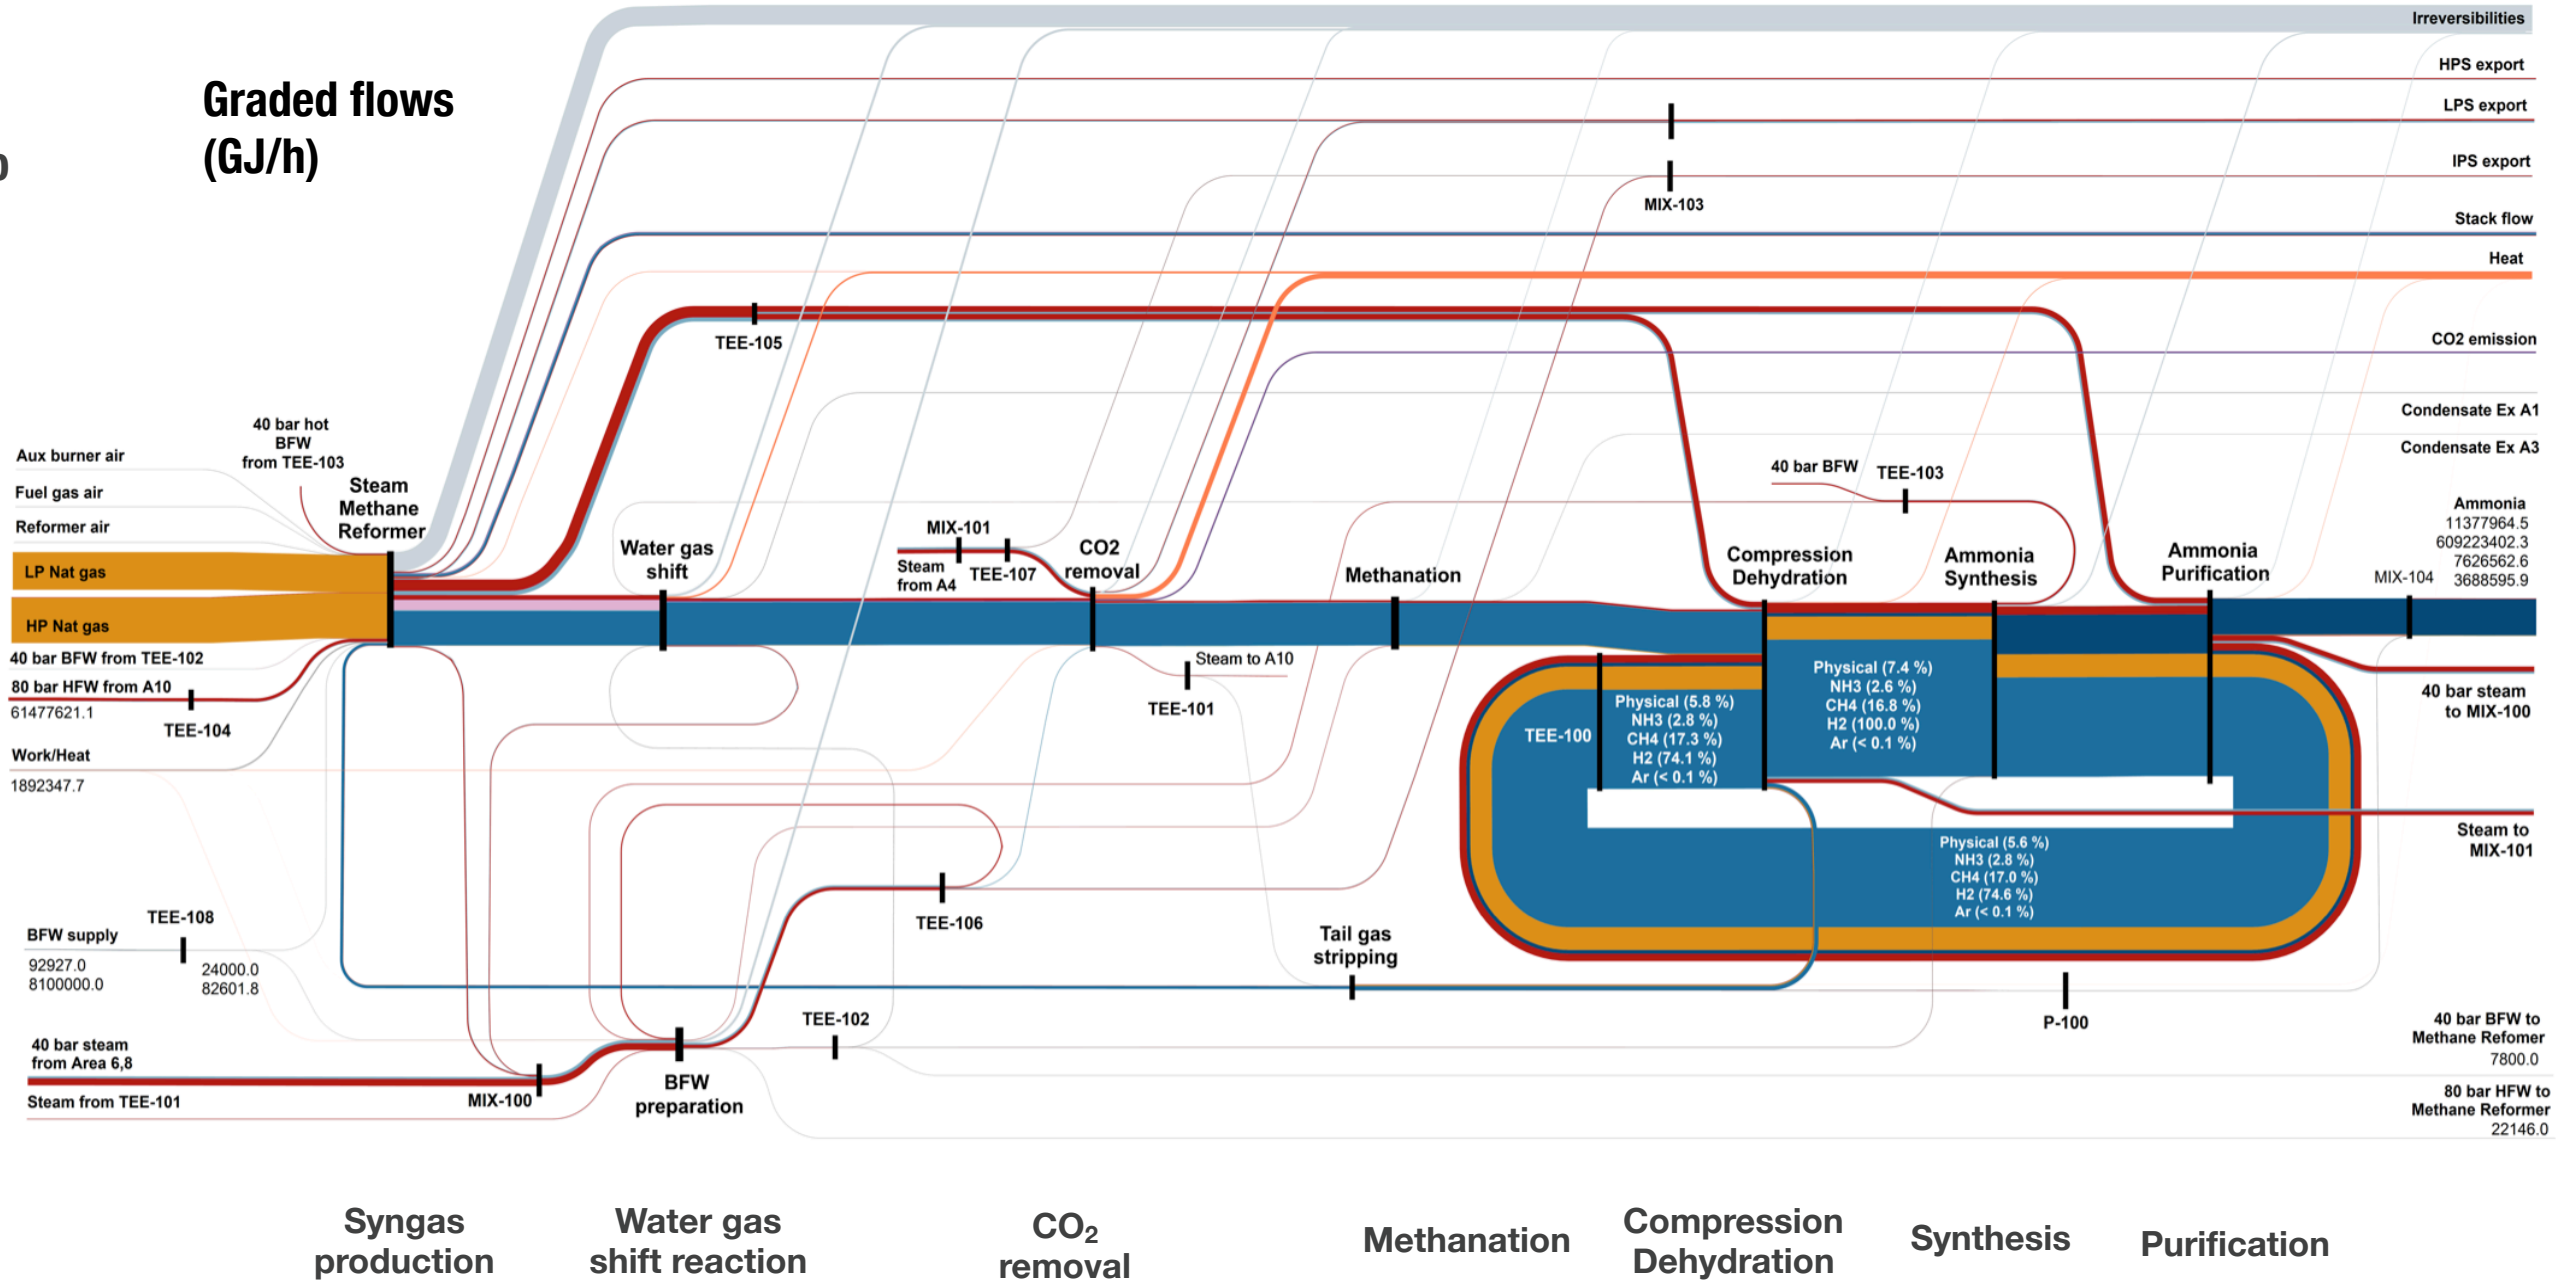 Graded flows
(GJ/h)
Irreversibilities
HPS export
LPS export
IPS export
MIX-103
Stack flow
Heat
TEE-105
CO2 emission
Condensate Ex A1
Condensate Ex A3
40 bar hot
BFW
from TEE-103
Aux burner air
Fuel gas air
Reformer air
Steam
Methane
Reformer
LP Nat gas
HP Nat gas
40 bar BFW from TEE-102
80 bar HFW from A10
61477621.1
TEE-104
Work/Heat
1892347.7
Water gas
shift
MIX-101
Steam
from A4
TEE-107
CO2
removal
Methanation
40 bar BFW
TEE-103
Compression
Dehydration
Ammonia
Synthesis
Ammonia
Purification
Ammonia
11377964.5
609223402.3
7626562.6
3688595.9
MIX-104
Steam to A10
TEE-101
TEE-100
Physical (5.8 %)
NH3 (2.8 %)
CH4 (17.3 %)
H2 (74.1 %)
Ar (< 0.1 %)
Physical (7.4 %)
NH3 (2.6 %)
CH4 (16.8 %)
H2 (100.0 %)
Ar (< 0.1 %)
40 bar steam
to MIX-100
Steam to
MIX-101
Physical (5.6 %)
NH3 (2.8 %)
CH4 (17.0 %)
H2 (74.6 %)
Ar (< 0.1 %)
TEE-108
BFW supply
92927.0
8100000.0
24000.0
82601.8
TEE-106
Tail gas
stripping
TEE-102
P-100
40 bar steam
from Area 6,8
Steam from TEE-101
MIX-100
BFW
preparation
40 bar BFW to
Methane Refomer
7800.0
80 bar HFW to
Methane Reformer
22146.0
Syngas
production
Water gas
shift reaction
CO2
removal
Methanation
Compression
Dehydration
Synthesis
Purification